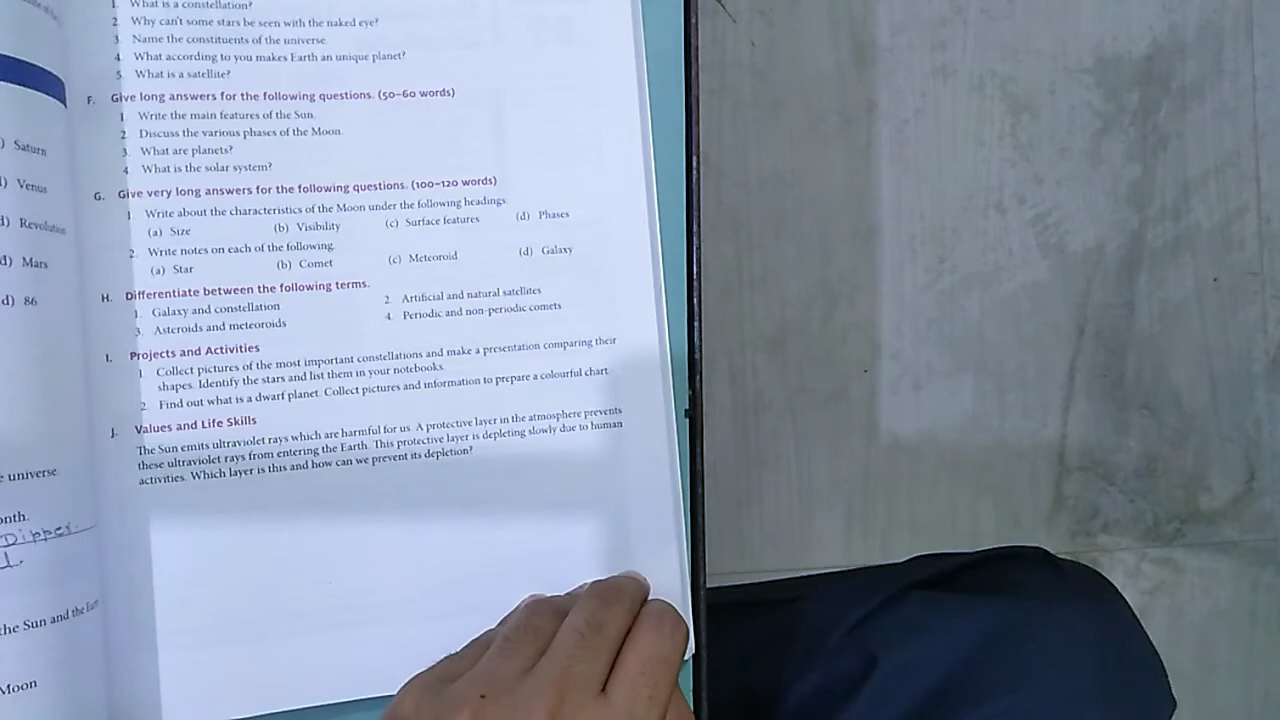 ) Saturn
) Venus
d) Revolution
d) Mars
d) 86
e universe.
onth.
Dipper.
the Sun and the Earth
Moon
1. What is a constellation?
2. Why can't some stars be seen with the naked eye?
3. Name the constituents of the universe.
4. What according to you makes Earth an unique planet?
5. What is a satellite?
F. Give long answers for the following questions. (50–60 words)
1. Write the main features of the Sun.
2. Discuss the various phases of the Moon.
3. What are planets?
4. What is the solar system?
G. Give very long answers for the following questions. (100–120 words)
1. Write about the characteristics of the Moon under the following headings.
(a) Size (b) Visibility (c) Surface features (d) Phases
2. Write notes on each of the following.
(a) Star (b) Comet (c) Meteoroid (d) Galaxy
H. Differentiate between the following terms.
1. Galaxy and constellation 2. Artificial and natural satellites
3. Asteroids and meteoroids 4. Periodic and non-periodic comets
I. Projects and Activities
1. Collect pictures of the most important constellations and make a presentation comparing their
shapes. Identify the stars and list them in your notebooks.
2. Find out what is a dwarf planet. Collect pictures and information to prepare a colourful chart.
J. Values and Life Skills
The Sun emits ultraviolet rays which are harmful for us. A protective layer in the atmosphere prevents
these ultraviolet rays from entering the Earth. This protective layer is depleting slowly due to human
activities. Which layer is this and how can we prevent its depletion?